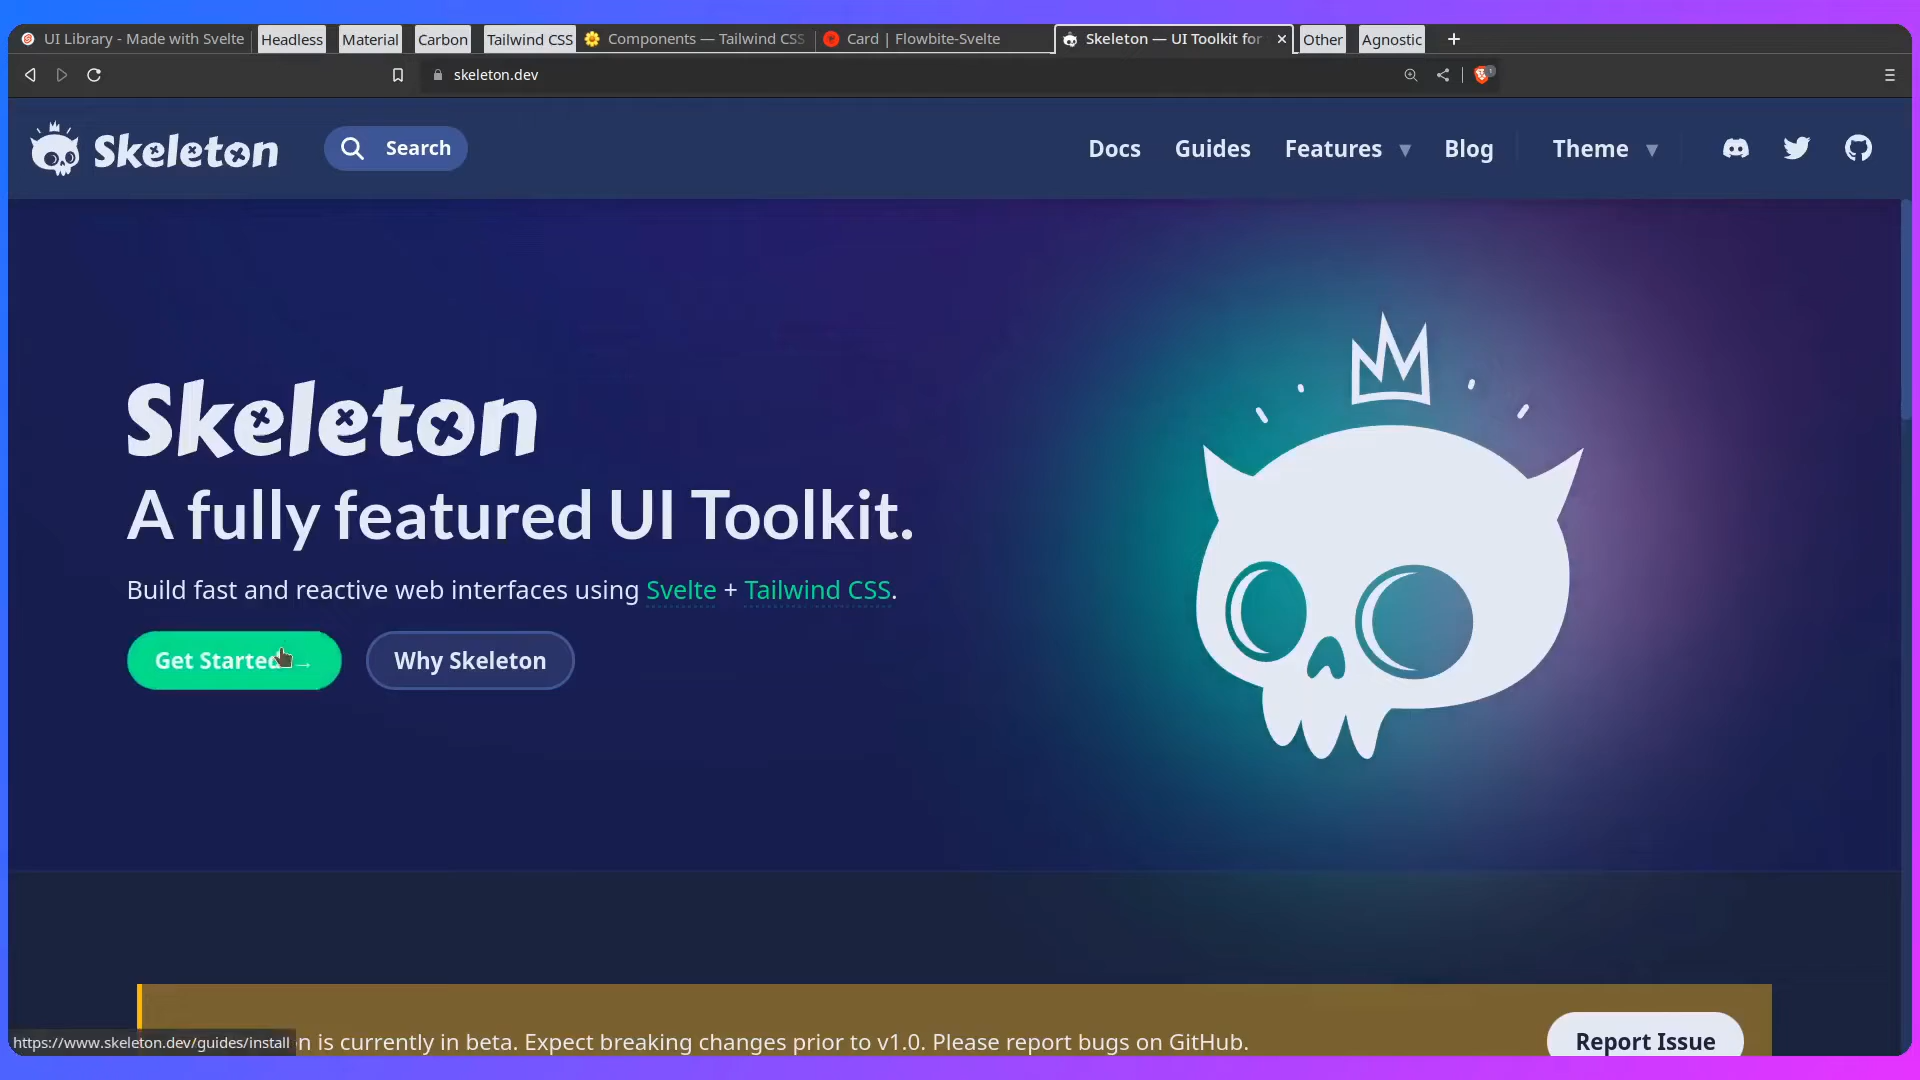 UI Library - Made with Svelte Headless Material Carbon Tailwind CSS Components — Tailwind CSS Card | Flowbite-Svelte Skeleton — UI Toolkit for Other Agnostic
skeleton.dev
Skeleton Search Docs Guides Features Blog Theme
Skeleton
A fully featured UI Toolkit.
Build fast and reactive web interfaces using Svelte + Tailwind CSS.
Get Started → Why Skeleton
n is currently in beta. Expect breaking changes prior to v1.0. Please report bugs on GitHub. Report Issue
https://www.skeleton.dev/guides/install